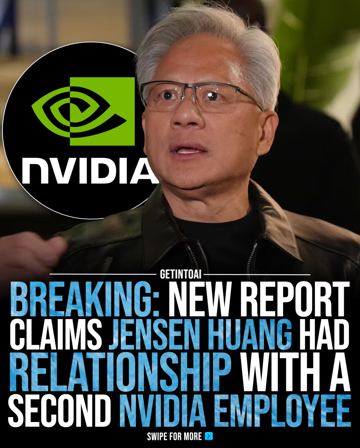 NVIDIA
GETINTOAI
BREAKING: NEW REPORT
CLAIMS JENSEN HUANG HAD
RELATIONSHIP WITH A
SECOND NVIDIA EMPLOYEE
SWIPE FOR MORE